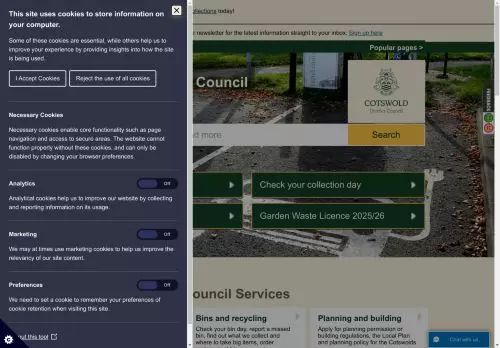 This site uses cookies to store information on
your computer.
Some of these cookies are essential, while others help us to
improve your experience by providing insights into how the site
is being used.
I Accept Cookies
Reject the use of all cookies
Necessary Cookies
Necessary cookies enable core functionality such as page
navigation and access to secure areas. The website cannot
function properly without these cookies, and can only be
disabled by changing your browser preferences.
Analytics
Off
Analytical cookies help us to improve our website by collecting
and reporting information on its usage.
Marketing
Off
We may at times use marketing cookies to help us improve the
relevancy of our site content.
Preferences
Off
We need to set a cookie to remember your preferences of
cookie retention when visiting this site.
out this tool
collections today!
newsletter for the latest information straight to your inbox. Sign up here
Popular pages >
Council
COTSWOLD
District Council
nd more
Search
Check your collection day
Garden Waste Licence 2025/26
ouncil Services
Bins and recycling
Check your bin day, report a missed
bin, find out what we collect and
where to take big items, order
Planning and building
Apply for planning permission or
building regulations, the Local Plan
and planning policy for the Cotswolds
Chat with us